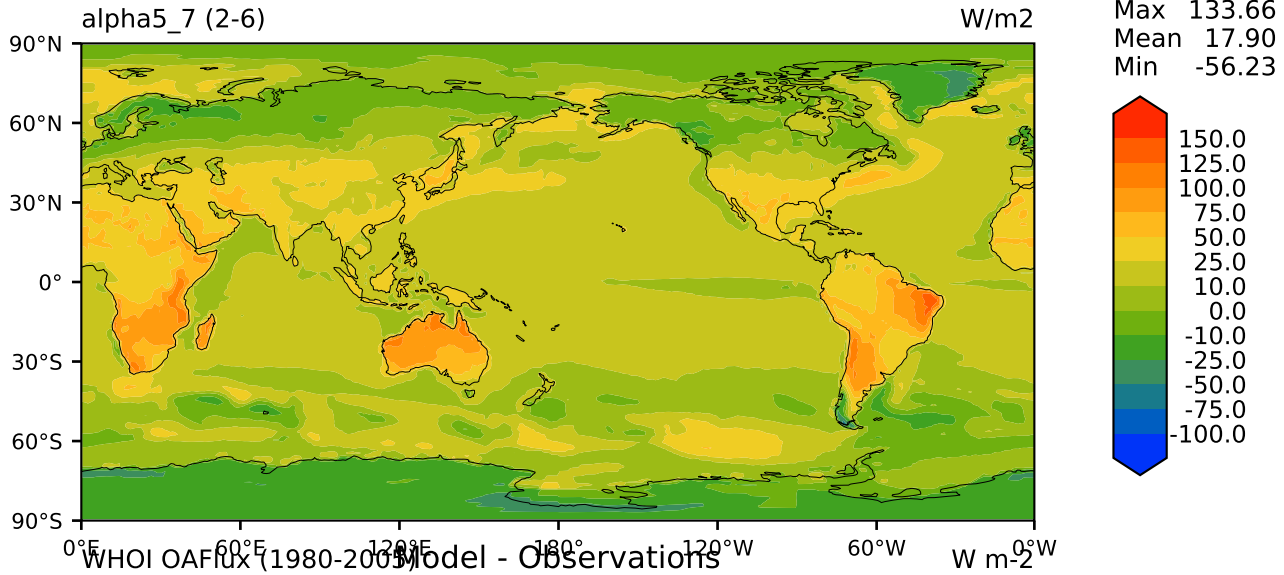 alpha5_7 (2-6) W/m2
Max 133.66
Mean 17.90
Min -56.23
90°N
60°N
30°N
0°
30°S
60°S
90°S
150.0
125.0
100.0
75.0
50.0
25.0
10.0
0.0
-10.0
-25.0
-50.0
-75.0
-100.0
0°E 60°E 120°E 180° 120°W 60°W 0°W
WHOI OAFlux (1980-2005) Model - Observations W m-2